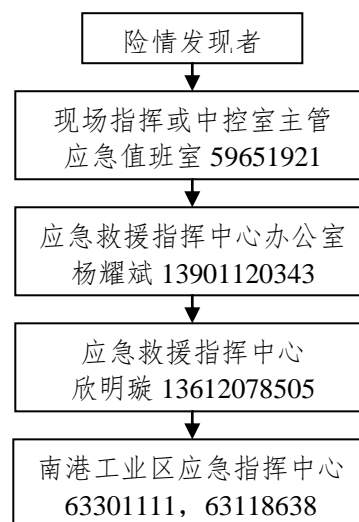 险情发现者
现场指挥或中控室主管
应急值班室 59651921
应急救援指挥中心办公室
杨耀斌 13901120343
应急救援指挥中心
欣明璇 13612078505
南港工业区应急指挥中心
63301111，63118638